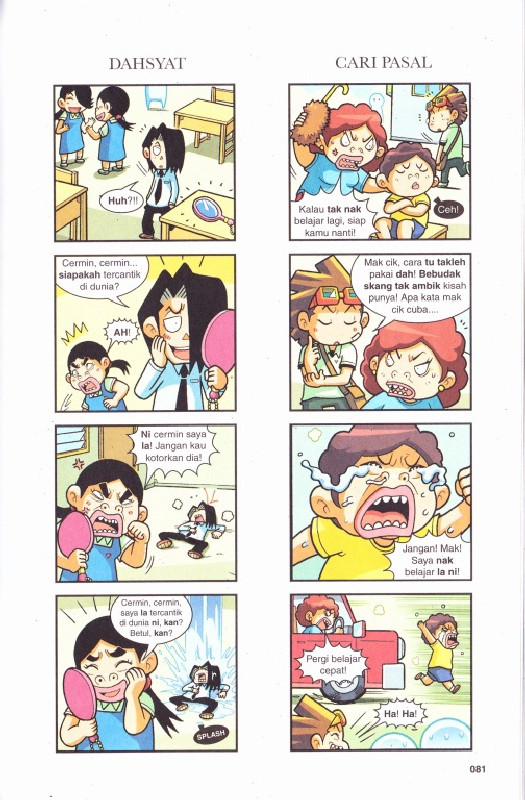 DAHSYAT
Huh?!!
Cermin, cermin...
siapakah tercantik
di dunia?
AH!
Ni cermin saya
la! Jangan kau
kotorkan dia!!
Cermin, cermin,
saya la tercantik
di dunia ni, kan?
Betul, kan?
SPLASH
CARI PASAL
Kalau tak nak
belajar lagi, siap
kamu nanti!
Ceh!
Mak cik, cara tu takleh
pakai dah! Bebudak
skang tak ambik kisah
punya! Apa kata mak
cik cuba....
Jangan! Mak!
Saya nak
belajar la ni!
Pergi belajar
cepat!
Ha! Ha!
081